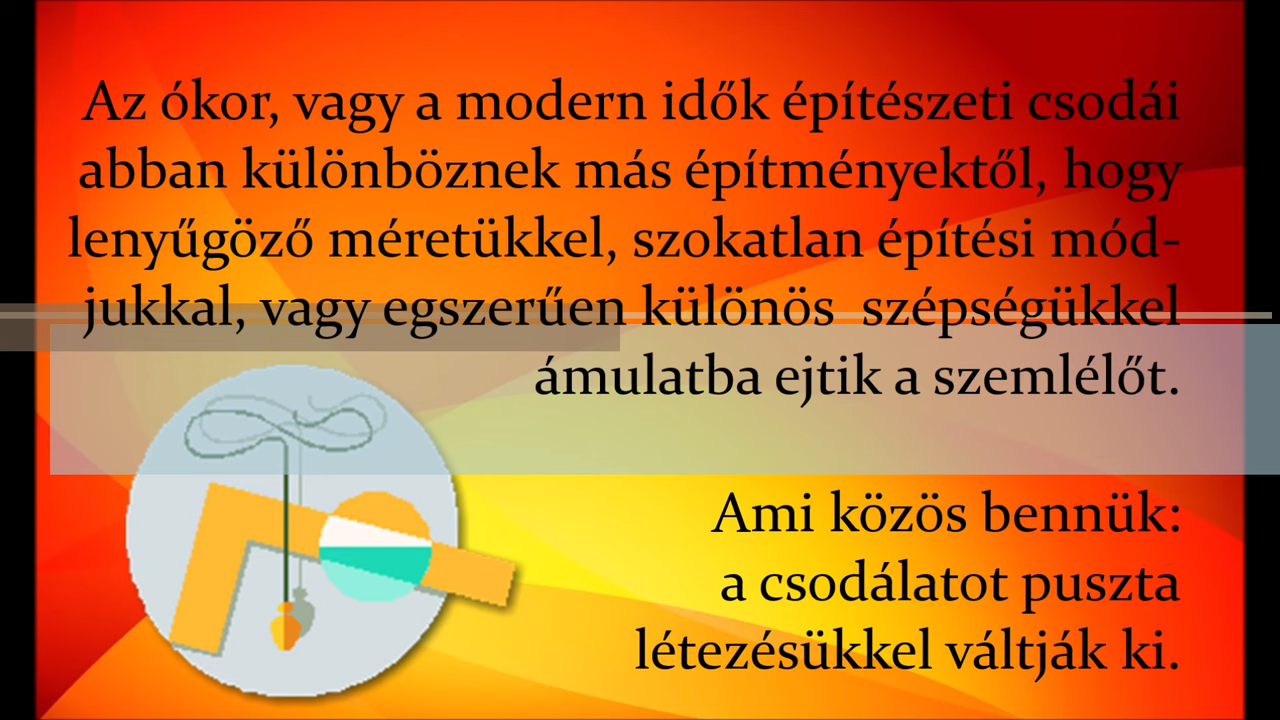 Az ókor, vagy a modern idők építészeti csodái
abban különböznek más építményektől, hogy
lenyűgöző méretükkel, szokatlan építési mód-
jukkal, vagy egszerűen különös  szépségükkel
ámulatba ejtik a szemlélőt.
Ami közös bennük:
a csodálatot puszta
létezésükkel váltják ki.